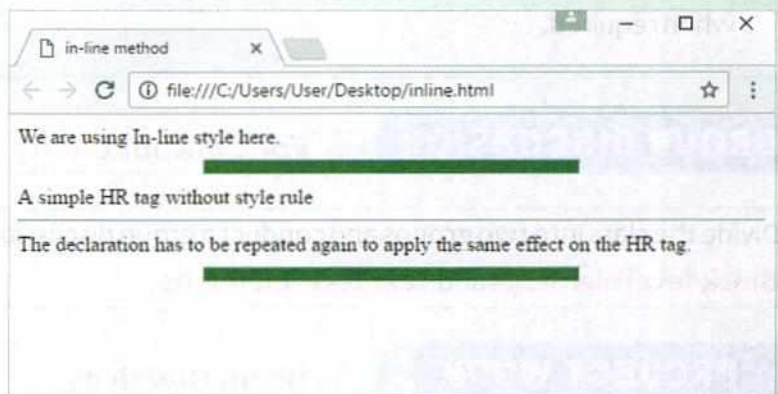 when required.
in-line method
file:///C:/Users/User/Desktop/inline.html
We are using In-line style here.
A simple HR tag without style rule
The declaration has to be repeated again to apply the same effect on the HR tag.